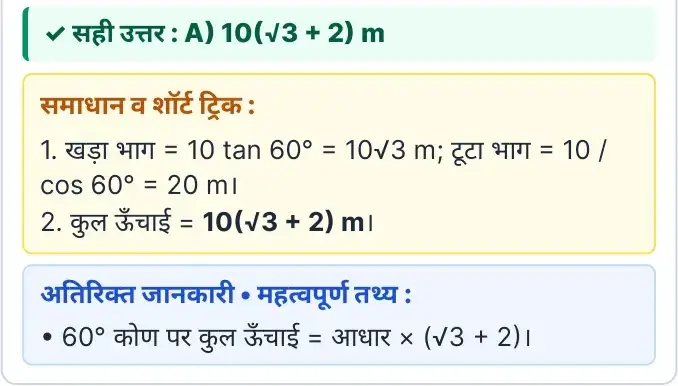 ✓ सही उत्तर : A) 10(√3 + 2) m
समाधान व शॉर्ट ट्रिक :
1. खड़ा भाग = 10 tan 60° = 10√3 m; टूटा भाग = 10 /
cos 60° = 20 m।
2. कुल ऊँचाई = 10(√3 + 2) m।
अतिरिक्त जानकारी • महत्वपूर्ण तथ्य :
• 60° कोण पर कुल ऊँचाई = आधार × (√3 + 2)।